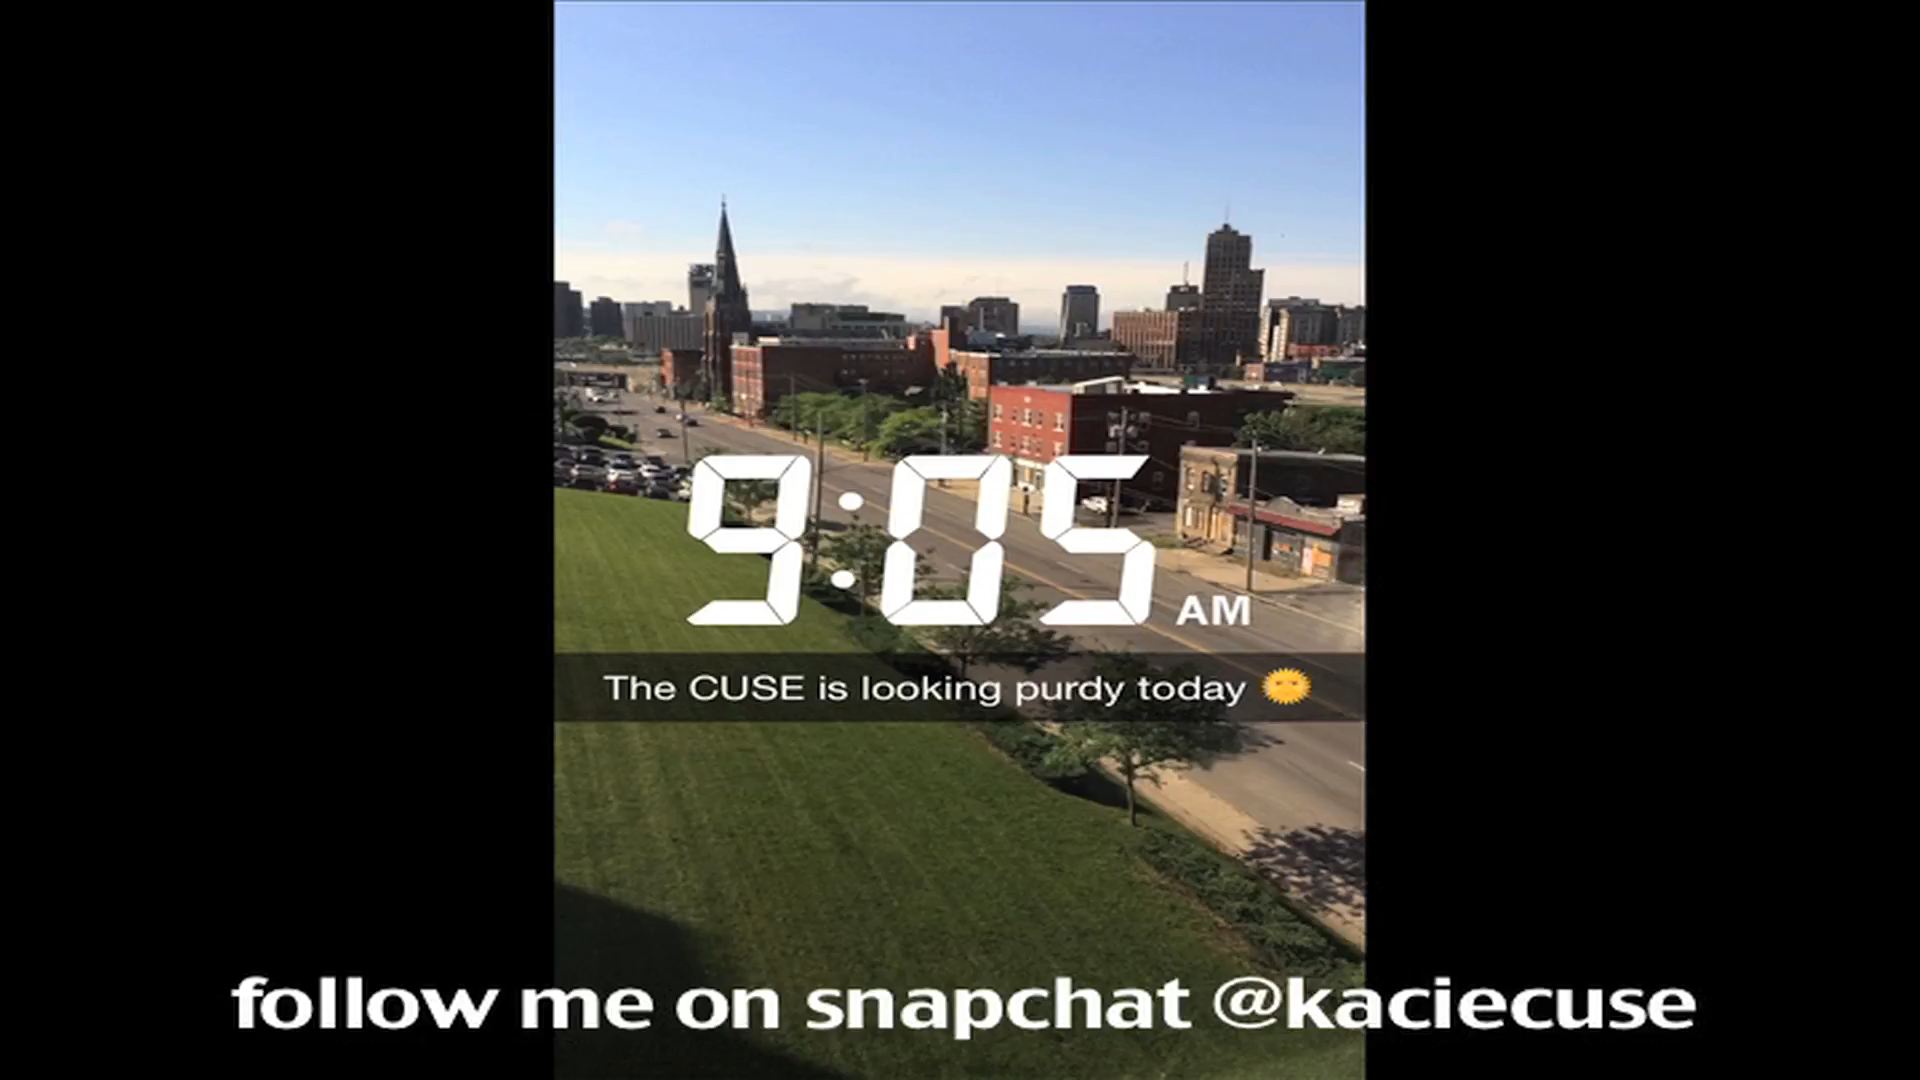 9:05 AM
The CUSE is looking purdy today 🌞
follow me on snapchat @kaciecuse